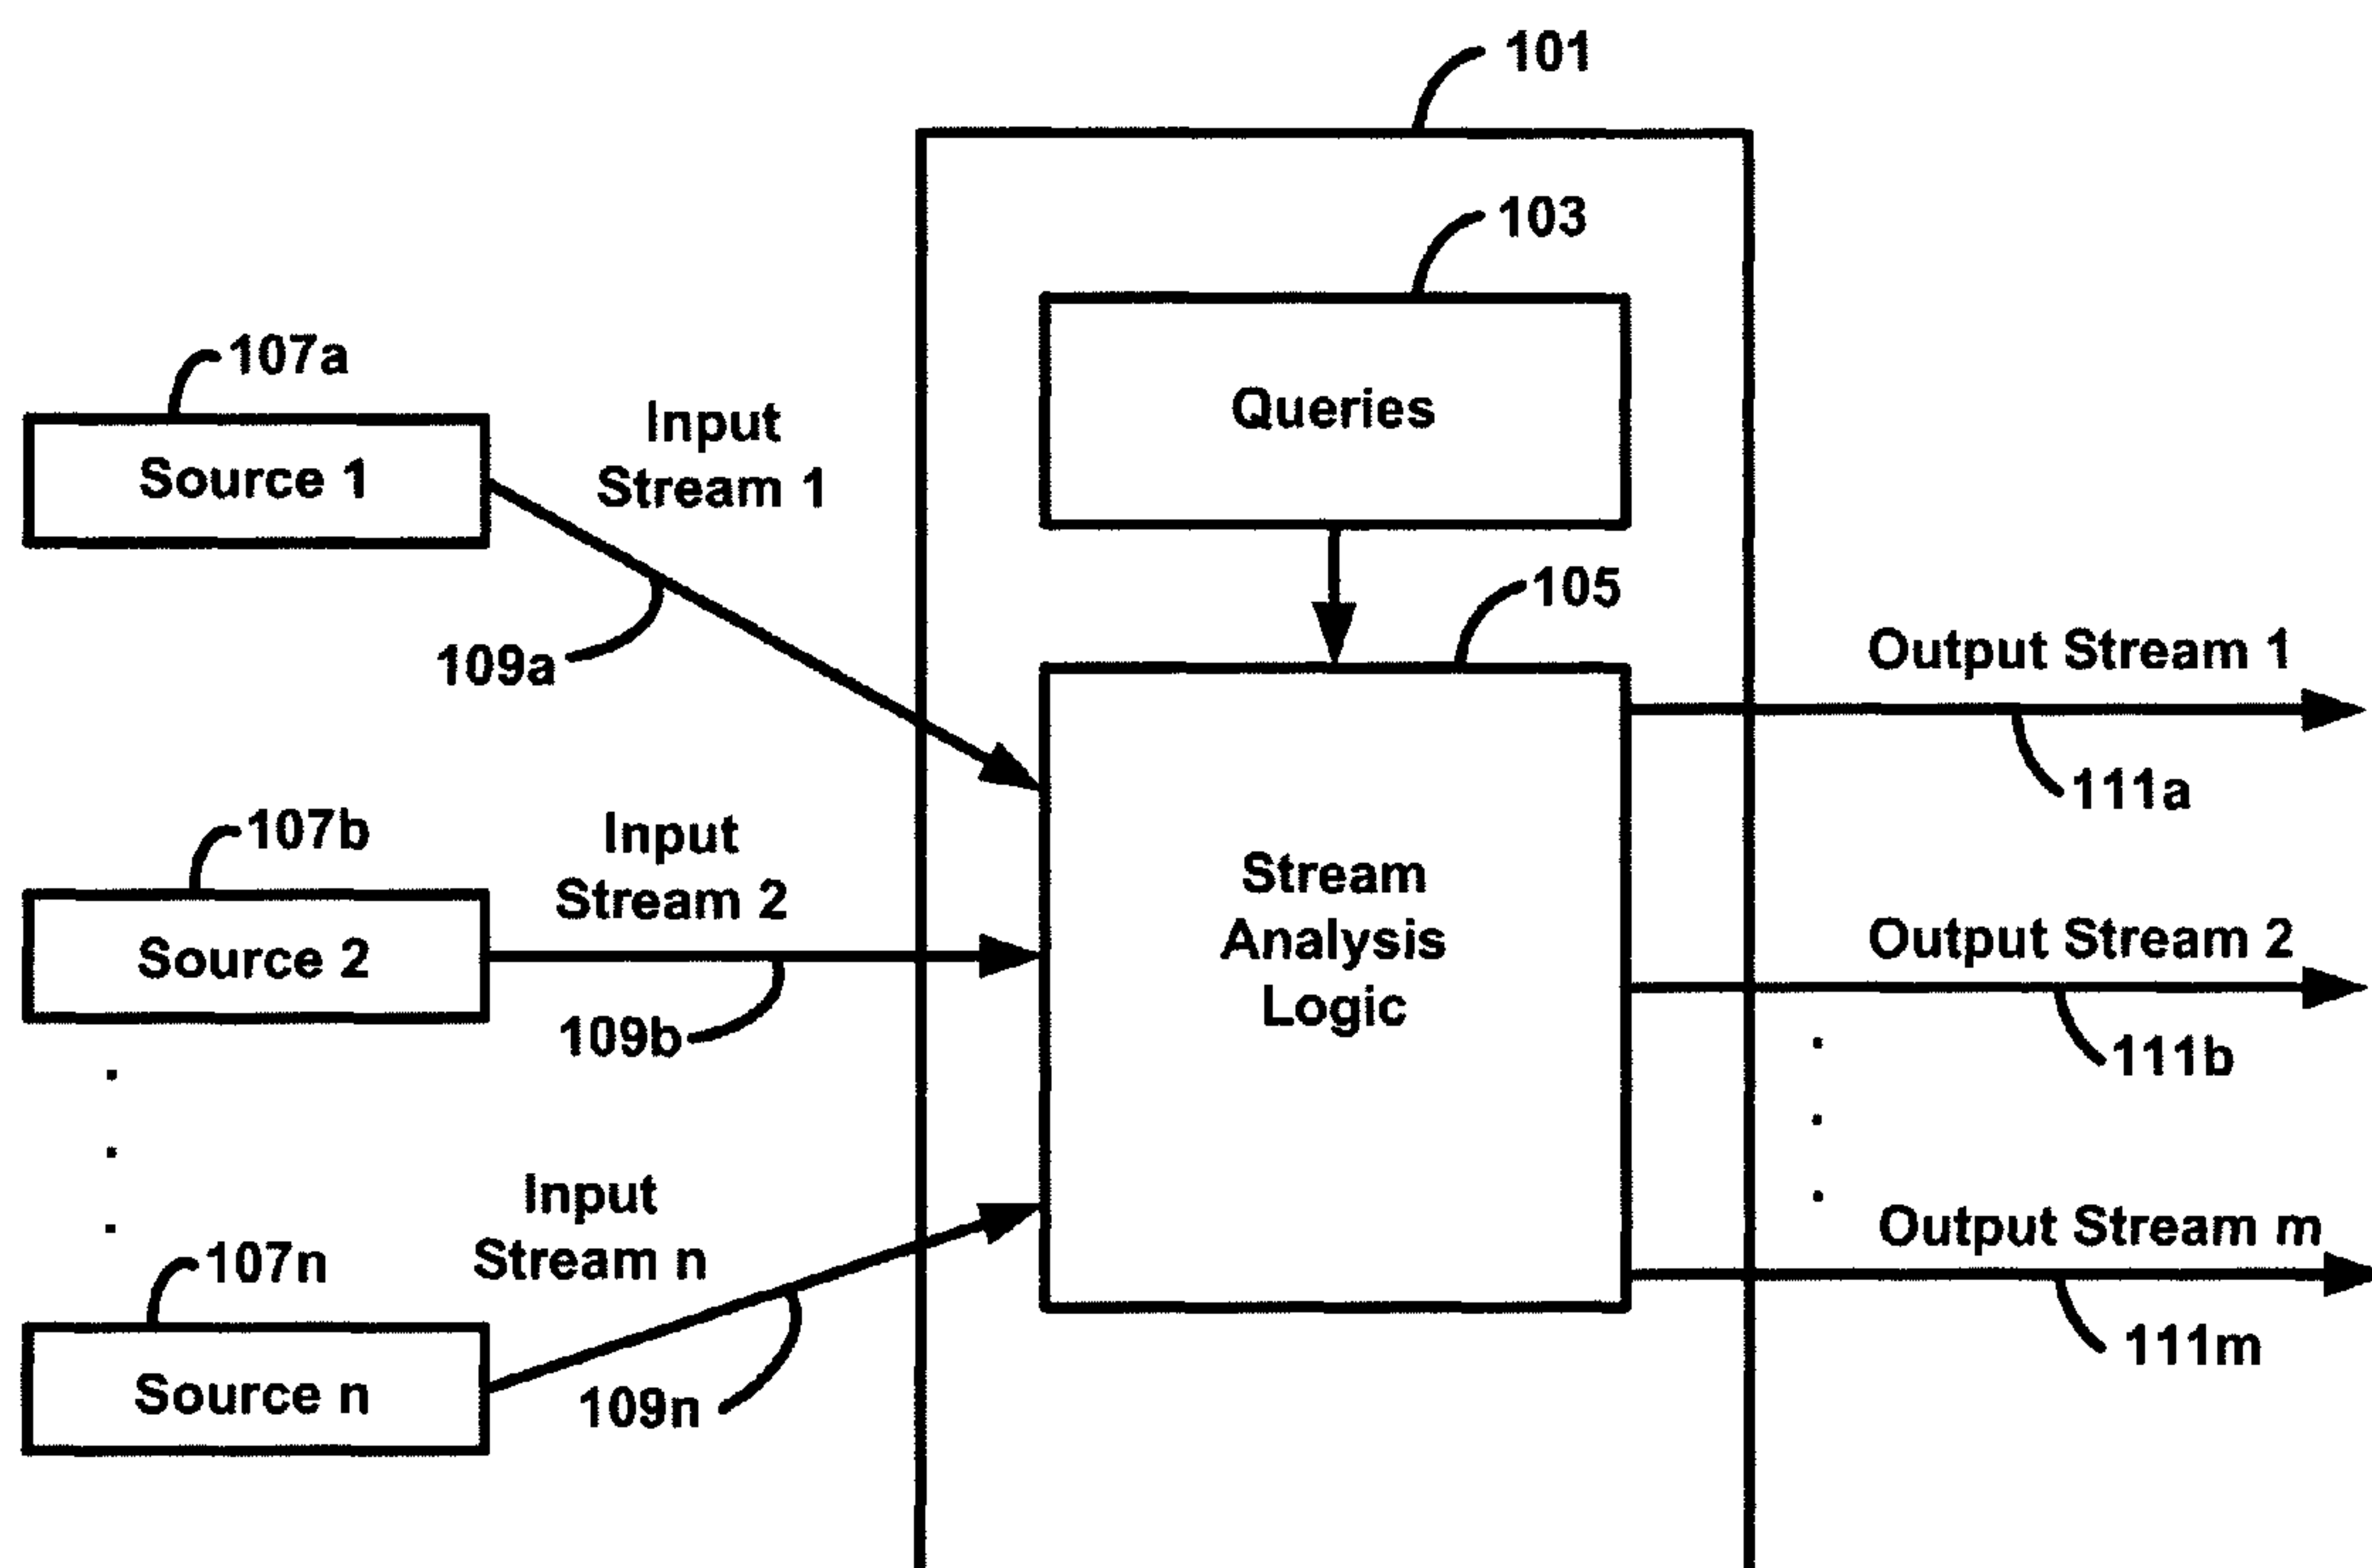 101
103
Queries
107a
Source 1
Input
Stream 1
109a
105
Output Stream 1
111a
107b
Source 2
Input
Stream 2
109b
Stream
Analysis
Logic
Output Stream 2
111b
107n
Source n
Input
Stream n
109n
Output Stream m
111m